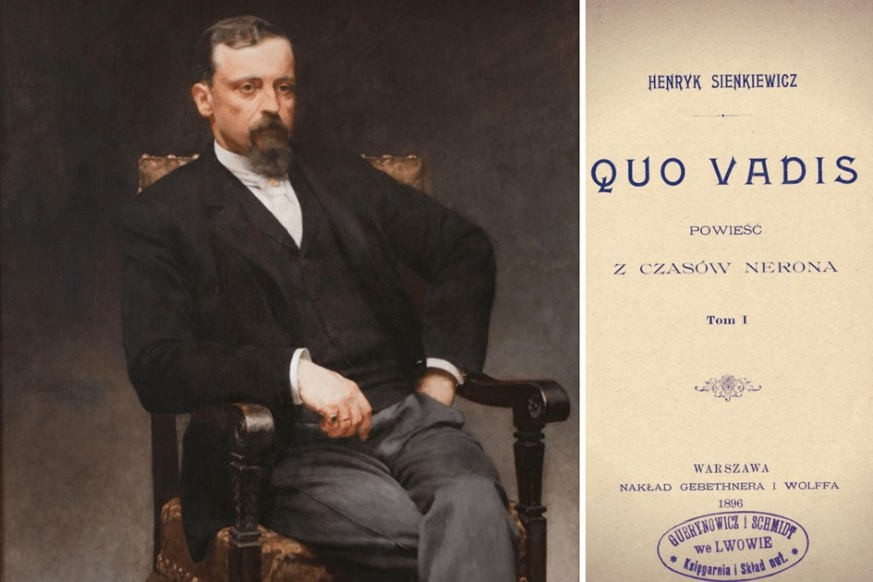 HENRYK SIENKIEWICZ
QUO VADIS
POWIEŚĆ
Z CZASÓW NERONA
Tom I
WARSZAWA
NAKŁAD GEBETHNERA I WOLFFA
1896
GUBRYNOWICZ i SCHMIDT
we LWOWIE
* Księgarnia i Skład nut. *